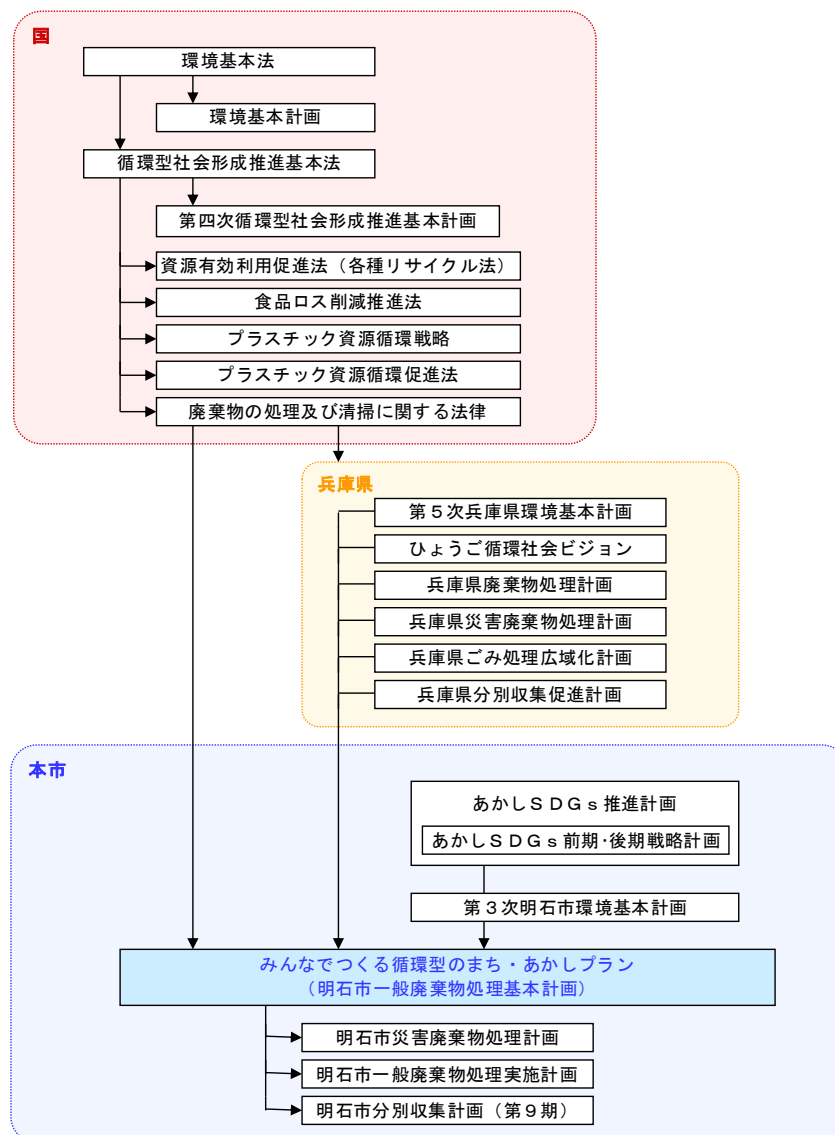 国
環境基本法
環境基本計画
循環型社会形成推進基本法
第四次循環型社会形成推進基本計画
資源有効利用促進法（各種リサイクル法）
食品ロス削減推進法
プラスチック資源循環戦略
プラスチック資源循環促進法
廃棄物の処理及び清掃に関する法律
兵庫県
第５次兵庫県環境基本計画
ひょうご循環社会ビジョン
兵庫県廃棄物処理計画
兵庫県災害廃棄物処理計画
兵庫県ごみ処理広域化計画
兵庫県分別収集促進計画
本市
あかしＳＤＧｓ推進計画
あかしＳＤＧｓ前期・後期戦略計画
第３次明石市環境基本計画
みんなでつくる循環型のまち・あかしプラン
（明石市一般廃棄物処理基本計画）
明石市災害廃棄物処理計画
明石市一般廃棄物処理実施計画
明石市分別収集計画（第９期）